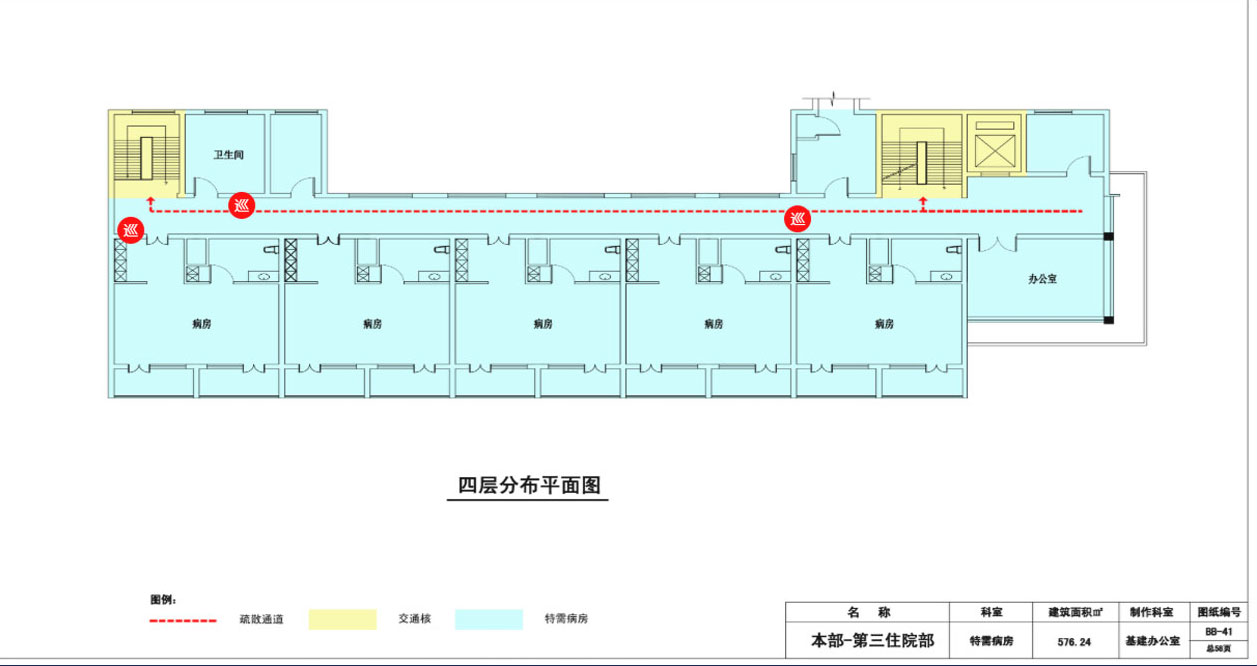 卫生间
巡
巡
巡
办公室
病房
病房
病房
病房
病房
四层分布平面图
图例：
疏散通道
交通核
特需病房
名 称
科室
建筑面积㎡
制作科室
图纸编号
本部-第三住院部
特需病房
576.24
基建办公室
BB-41
总58页